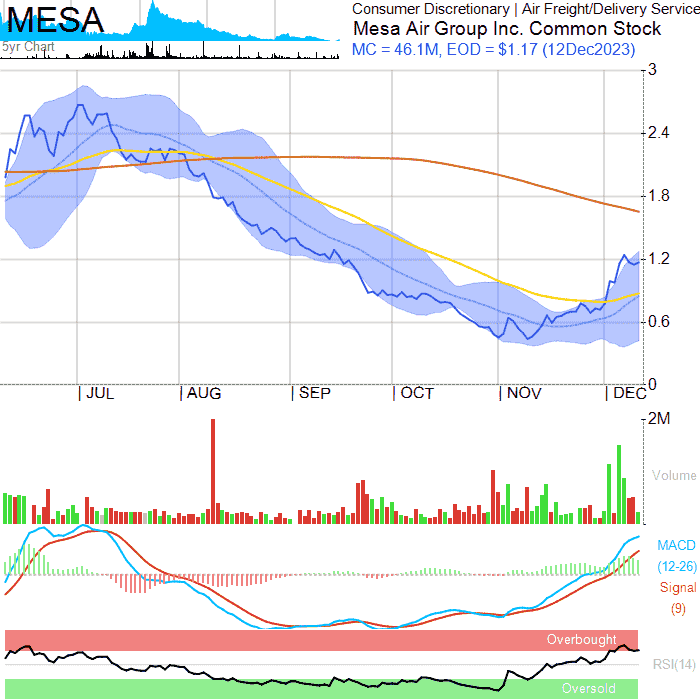 MESA
Consumer Discretionary | Air Freight/Delivery Service
Mesa Air Group Inc. Common Stock
5yr Chart
MC = 46.1M, EOD = $1.17 (12Dec2023)
3
2.4
1.8
1.2
0.6
0
| JUL | AUG | SEP | OCT | NOV | DEC
2M
Volume
MACD
(12-26)
Signal
(9)
Overbought
RSI(14)
Oversold